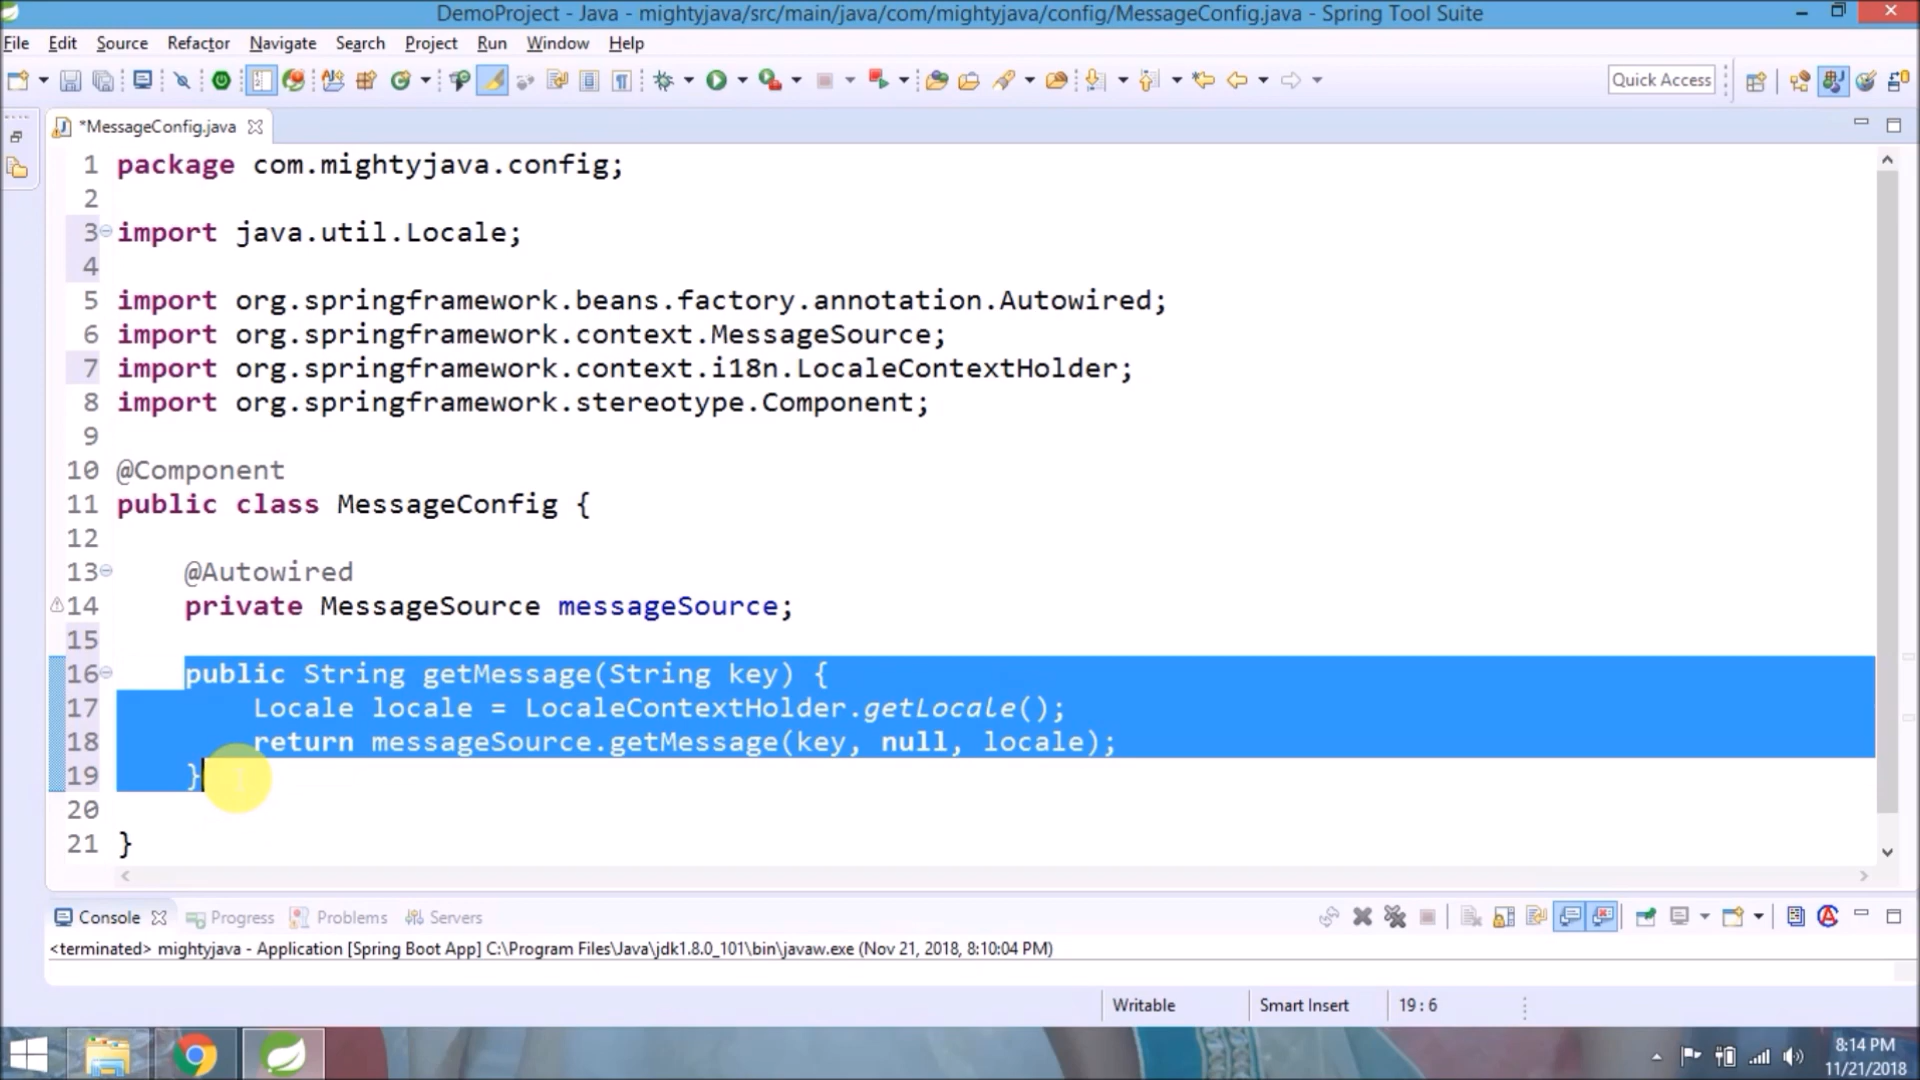 DemoProject - Java - mightyjava/src/main/java/com/mightyjava/config/MessageConfig.java - Spring Tool Suite
File Edit Source Refactor Navigate Search Project Run Window Help
Quick Access
*MessageConfig.java
1 package com.mightyjava.config;
2
3 import java.util.Locale;
4
5 import org.springframework.beans.factory.annotation.Autowired;
6 import org.springframework.context.MessageSource;
7 import org.springframework.context.i18n.LocaleContextHolder;
8 import org.springframework.stereotype.Component;
9
10 @Component
11 public class MessageConfig {
12
13 @Autowired
14 private MessageSource messageSource;
15
16 public String getMessage(String key) {
17 Locale locale = LocaleContextHolder.getLocale();
18 return messageSource.getMessage(key, null, locale);
19 }
20
21 }
Console Progress Problems Servers
<terminated> mightyjava - Application [Spring Boot App] C:\Program Files\Java\jdk1.8.0_101\bin\javaw.exe (Nov 21, 2018, 8:10:04 PM)
Writable Smart Insert 19 : 6
8:14 PM
11/21/2018